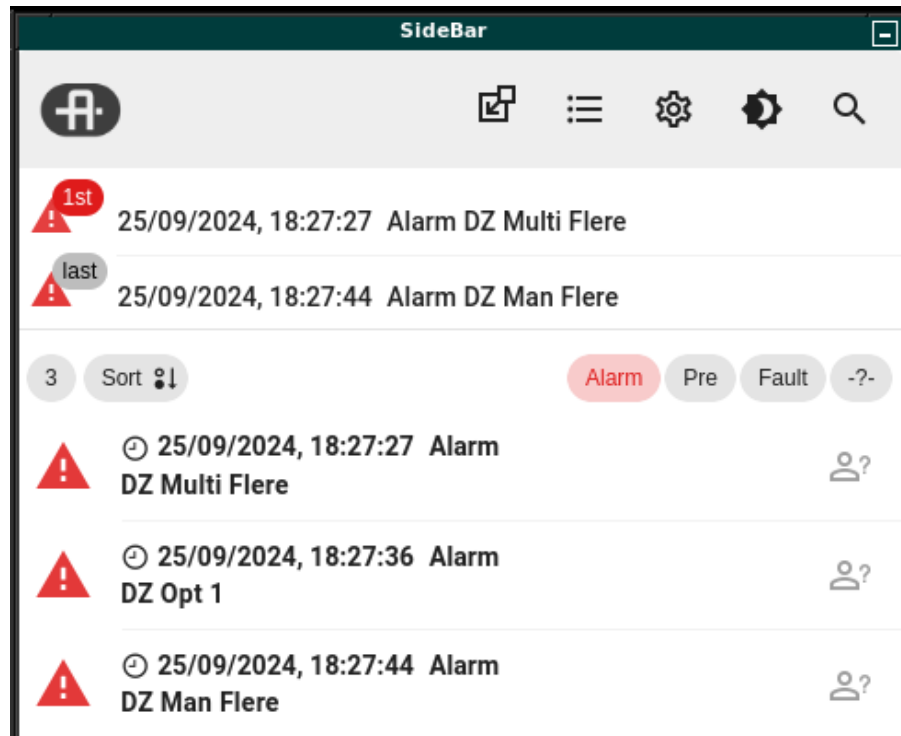 SideBar
1st
25/09/2024, 18:27:27 Alarm DZ Multi Flere
last
25/09/2024, 18:27:44 Alarm DZ Man Flere
3 Sort Alarm Pre Fault -?-
25/09/2024, 18:27:27 Alarm
DZ Multi Flere
?
25/09/2024, 18:27:36 Alarm
DZ Opt 1
?
25/09/2024, 18:27:44 Alarm
DZ Man Flere
?